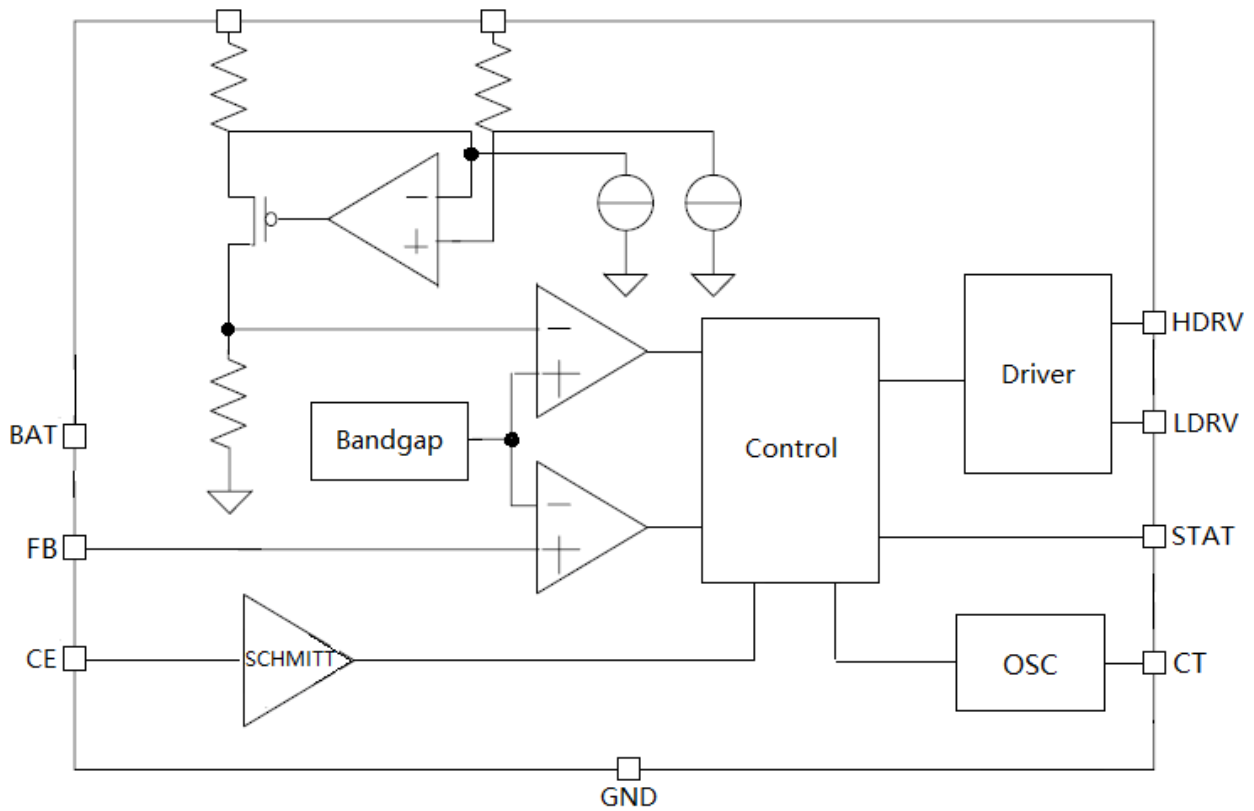 HDRV
Driver
LDRV
BAT
Bandgap
Control
FB
STAT
CE
SCHMITT
OSC
CT
GND